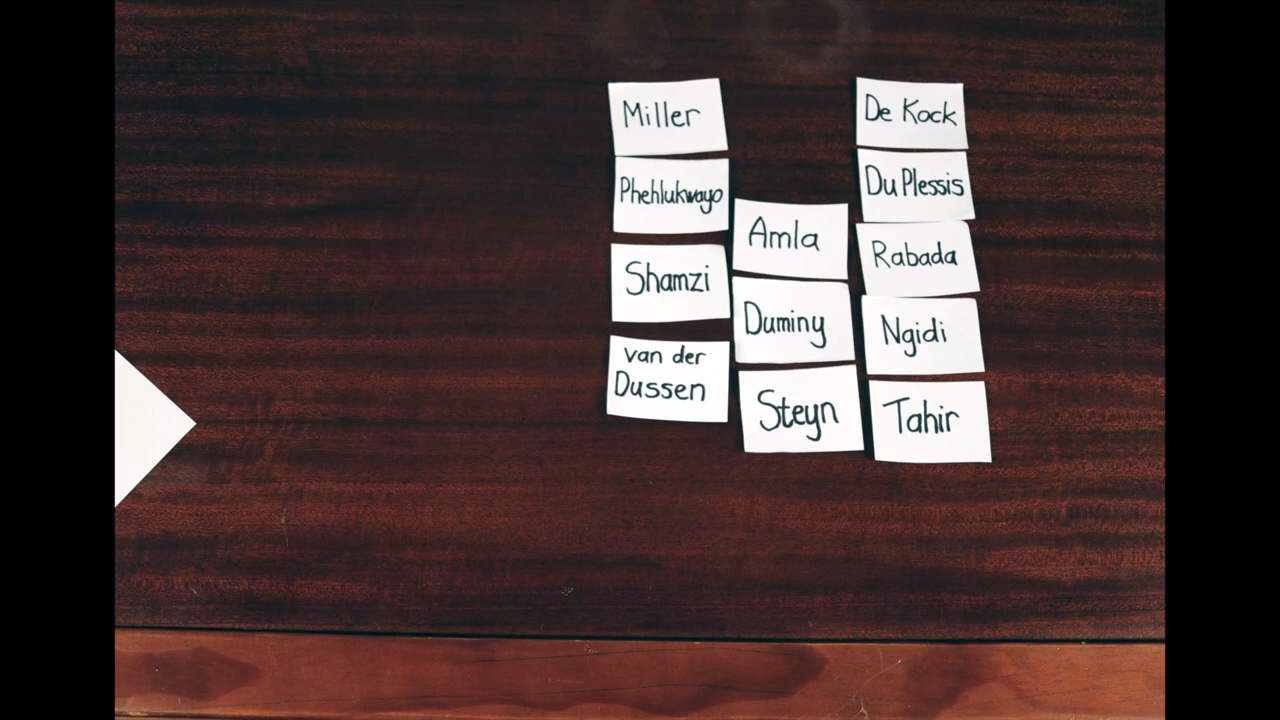 Miller
Phehlukwayo
Shamzi
van der
Dussen
Amla
Duminy
Steyn
De Kock
Du Plessis
Rabada
Ngidi
Tahir